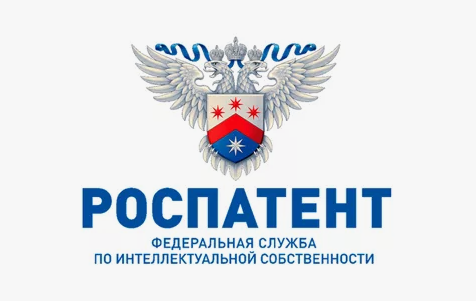 РОСПАТЕНТ
ФЕДЕРАЛЬНАЯ СЛУЖБА
ПО ИНТЕЛЛЕКТУАЛЬНОЙ СОБСТВЕННОСТИ